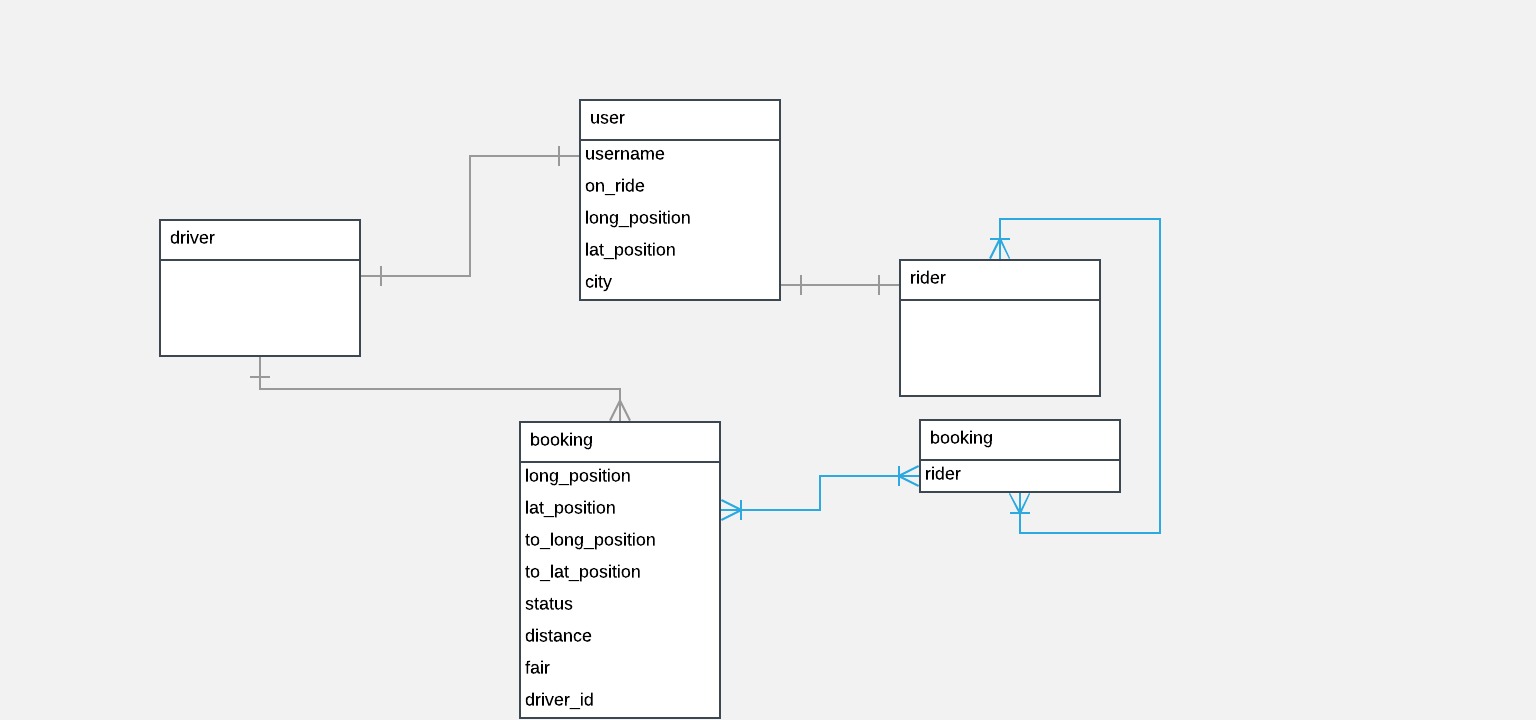 user
username
on_ride
long_position
lat_position
city
driver
rider
booking
long_position
lat_position
to_long_position
to_lat_position
status
distance
fair
driver_id
booking
rider